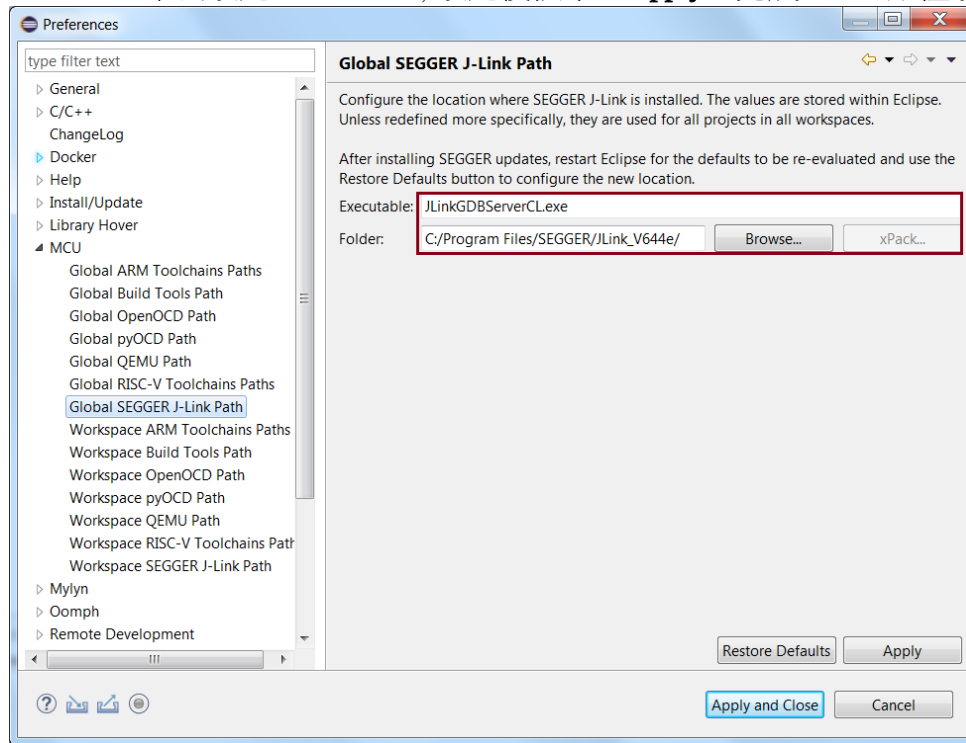 Apply
Preferences
type filter text
General
C/C++
ChangeLog
Docker
Help
Install/Update
Library Hover
MCU
Global ARM Toolchains Paths
Global Build Tools Path
Global OpenOCD Path
Global pyOCD Path
Global QEMU Path
Global RISC-V Toolchains Paths
Global SEGGER J-Link Path
Workspace ARM Toolchains Paths
Workspace Build Tools Path
Workspace OpenOCD Path
Workspace pyOCD Path
Workspace QEMU Path
Workspace RISC-V Toolchains Path
Workspace SEGGER J-Link Path
Mylyn
Oomph
Remote Development
Global SEGGER J-Link Path
Configure the location where SEGGER J-Link is installed. The values are stored within Eclipse.
Unless redefined more specifically, they are used for all projects in all workspaces.
After installing SEGGER updates, restart Eclipse for the defaults to be re-evaluated and use the
Restore Defaults button to configure the new location.
Executable: JLinkGDBServerCL.exe
Folder: C:/Program Files/SEGGER/JLink_V644e/ Browse... xPack...
Restore Defaults Apply
Apply and Close Cancel